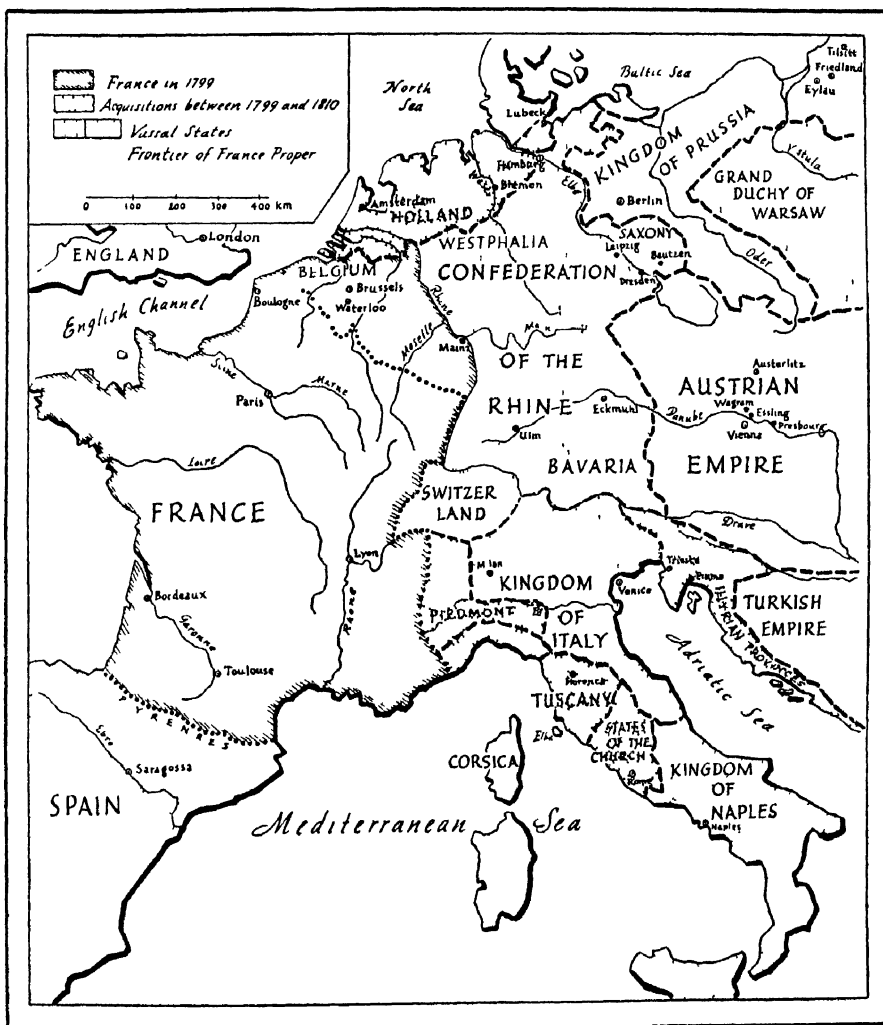 France in 1799
Acquisitions between 1799 and 1810
Vassal States
Frontier of France Proper
0 100 200 300 400 km
North
Sea
Baltic Sea
Tilsitt
Friedland
Eylau
Lubeck
Hamburg
Bremen
Weser
Elbe
KINGDOM
OF PRUSSIA
Vstula
GRAND
DUCHY OF
WARSAW
Berlin
Amsterdam
HOLLAND
London
ENGLAND
WESTPHALIA
SAXONY
Leipzig
Bautzen
Oder
CONFEDERATION
Dresden
BELGIUM
Brussels
Waterloo
Boulogne
English Channel
Rhine
Moselle
Mainz
Main
OF THE
Seine
Marne
Paris
Austerlitz
AUSTRIAN
RHINE
Eckmuhl
Danube
Wagram
Essling
Presbourg
Vienna
Ulm
Loire
BAVARIA
EMPIRE
SWITZER
LAND
FRANCE
Drave
Lyon
Milan
KINGDOM
Venice
Trieste
Fiume
Bordeaux
Rhone
PIEDMONT
OF
ITALY
ILLYRIAN PROVINCES
TURKISH
EMPIRE
Garonne
Toulouse
Adriatic Sea
Florence
TUSCANY
PYRENRES
Ebro
Elba
STATES
OF THE
CHURCH
CORSICA
Saragossa
Rome
KINGDOM
OF
NAPLES
SPAIN
Naples
Mediterranean Sea